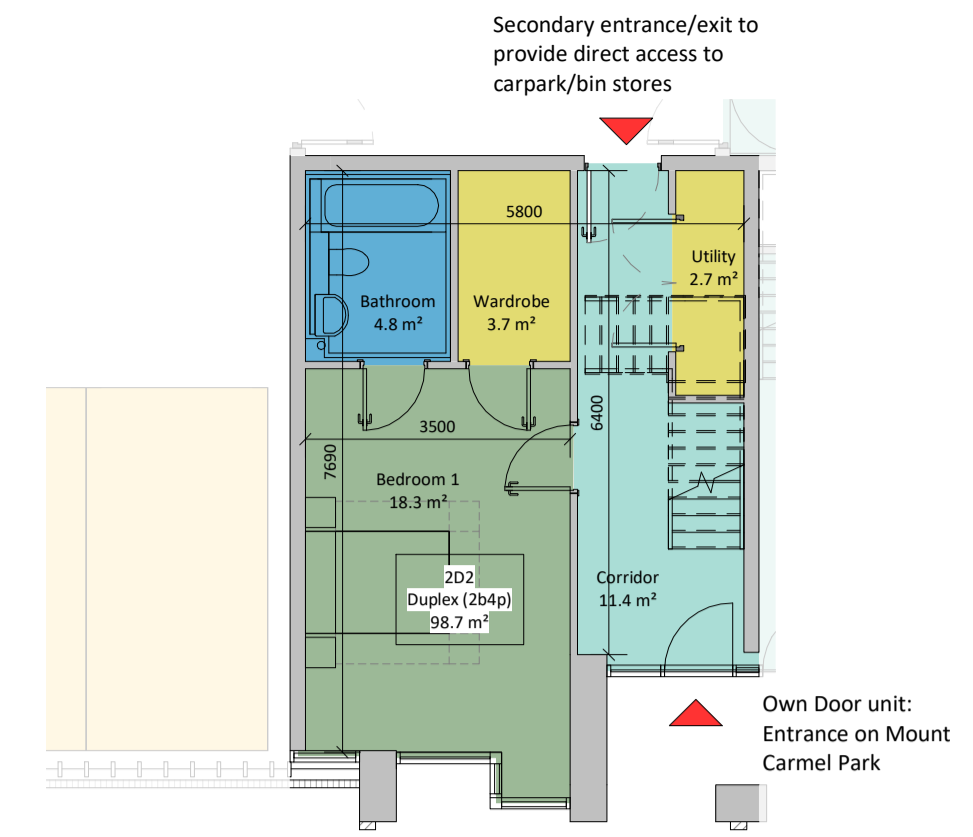 Secondary entrance/exit to
provide direct access to
carpark/bin stores
5800
Utility
2.7 m²
Bathroom
4.8 m²
Wardrobe
3.7 m²
3500
6400
7690
Bedroom 1
18.3 m²
2D2
Duplex (2b4p)
98.7 m²
Corridor
11.4 m²
Own Door unit:
Entrance on Mount
Carmel Park